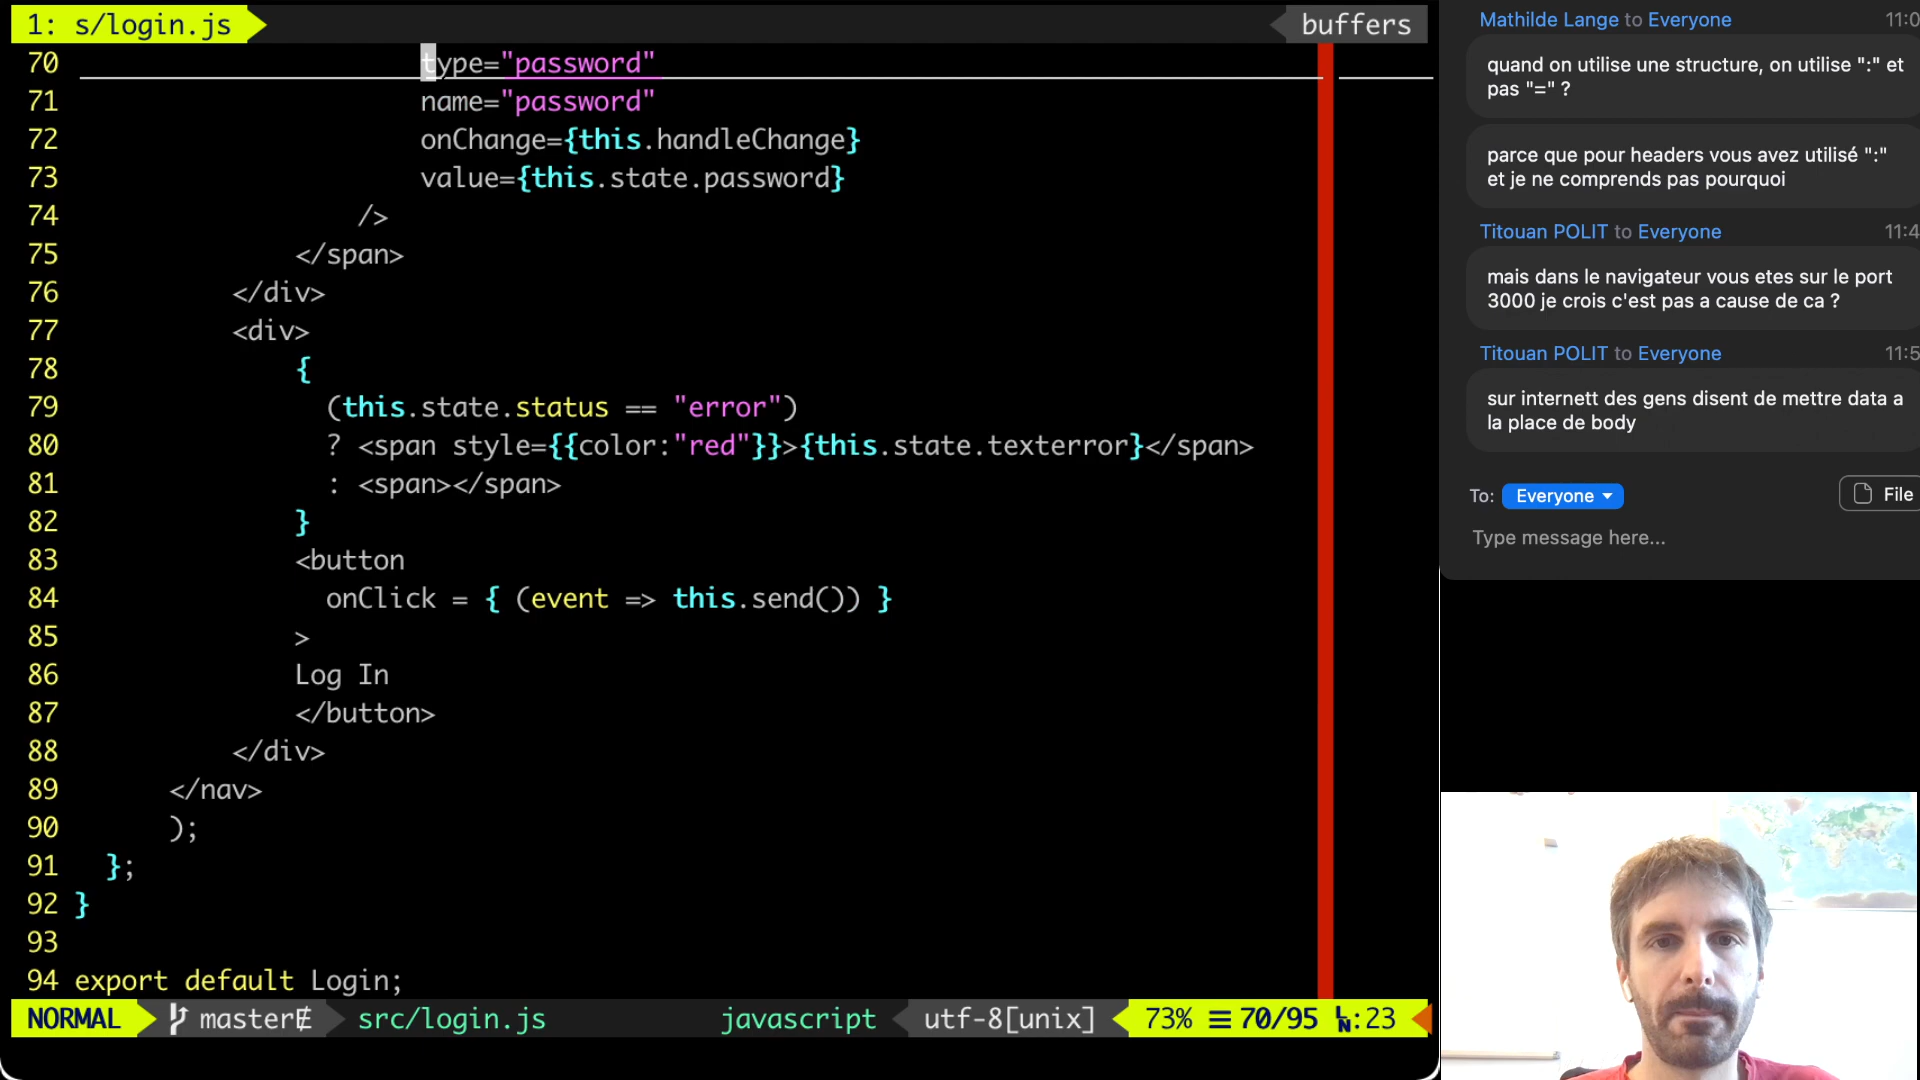 1: s/login.js
buffers
70 type="password"
71 name="password"
72 onChange={this.handleChange}
73 value={this.state.password}
74 />
75 </span>
76 </div>
77 <div>
78 {
79 (this.state.status == "error")
80 ? <span style={{color:"red"}}>{this.state.texterror}</span>
81 : <span></span>
82 }
83 <button
84 onClick = { (event => this.send()) }
85 >
86 Log In
87 </button>
88 </div>
89 </nav>
90 );
91 };
92 }
93
94 export default Login;
NORMAL master src/login.js javascript utf-8[unix] 73% 70/95 LN:23
Mathilde Lange to Everyone 11:0
quand on utilise une structure, on utilise ":" et
pas "=" ?
parce que pour headers vous avez utilisé ":"
et je ne comprends pas pourquoi
Titouan POLIT to Everyone 11:4
mais dans le navigateur vous etes sur le port
3000 je crois c'est pas a cause de ca ?
Titouan POLIT to Everyone 11:5
sur internett des gens disent de mettre data a
la place de body
To: Everyone
File
Type message here...